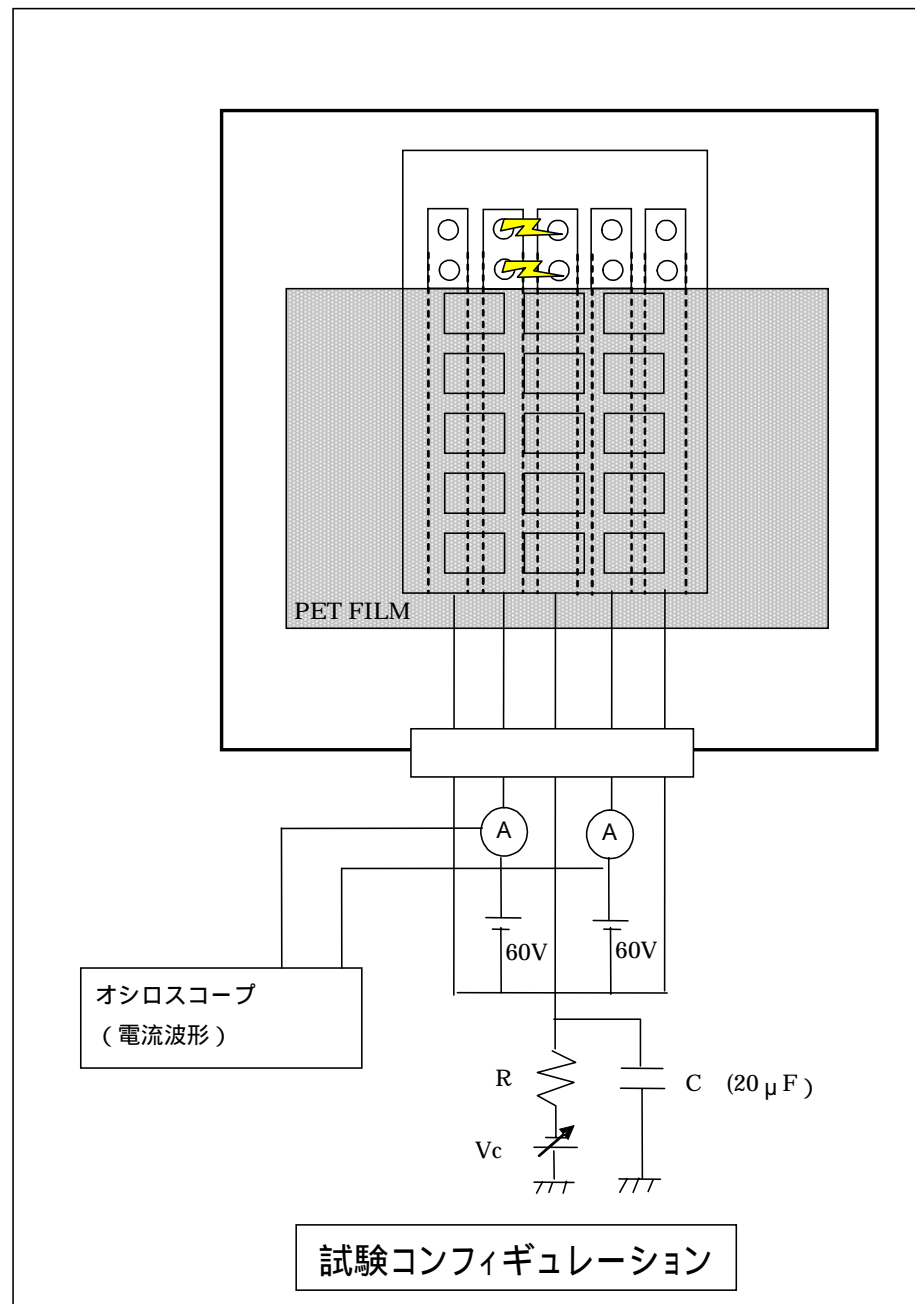 PET FILM
A
A
60V
60V
オシロスコープ
(電流波形)
R
C (20μF)
Vc
試験コンフィギュレーション